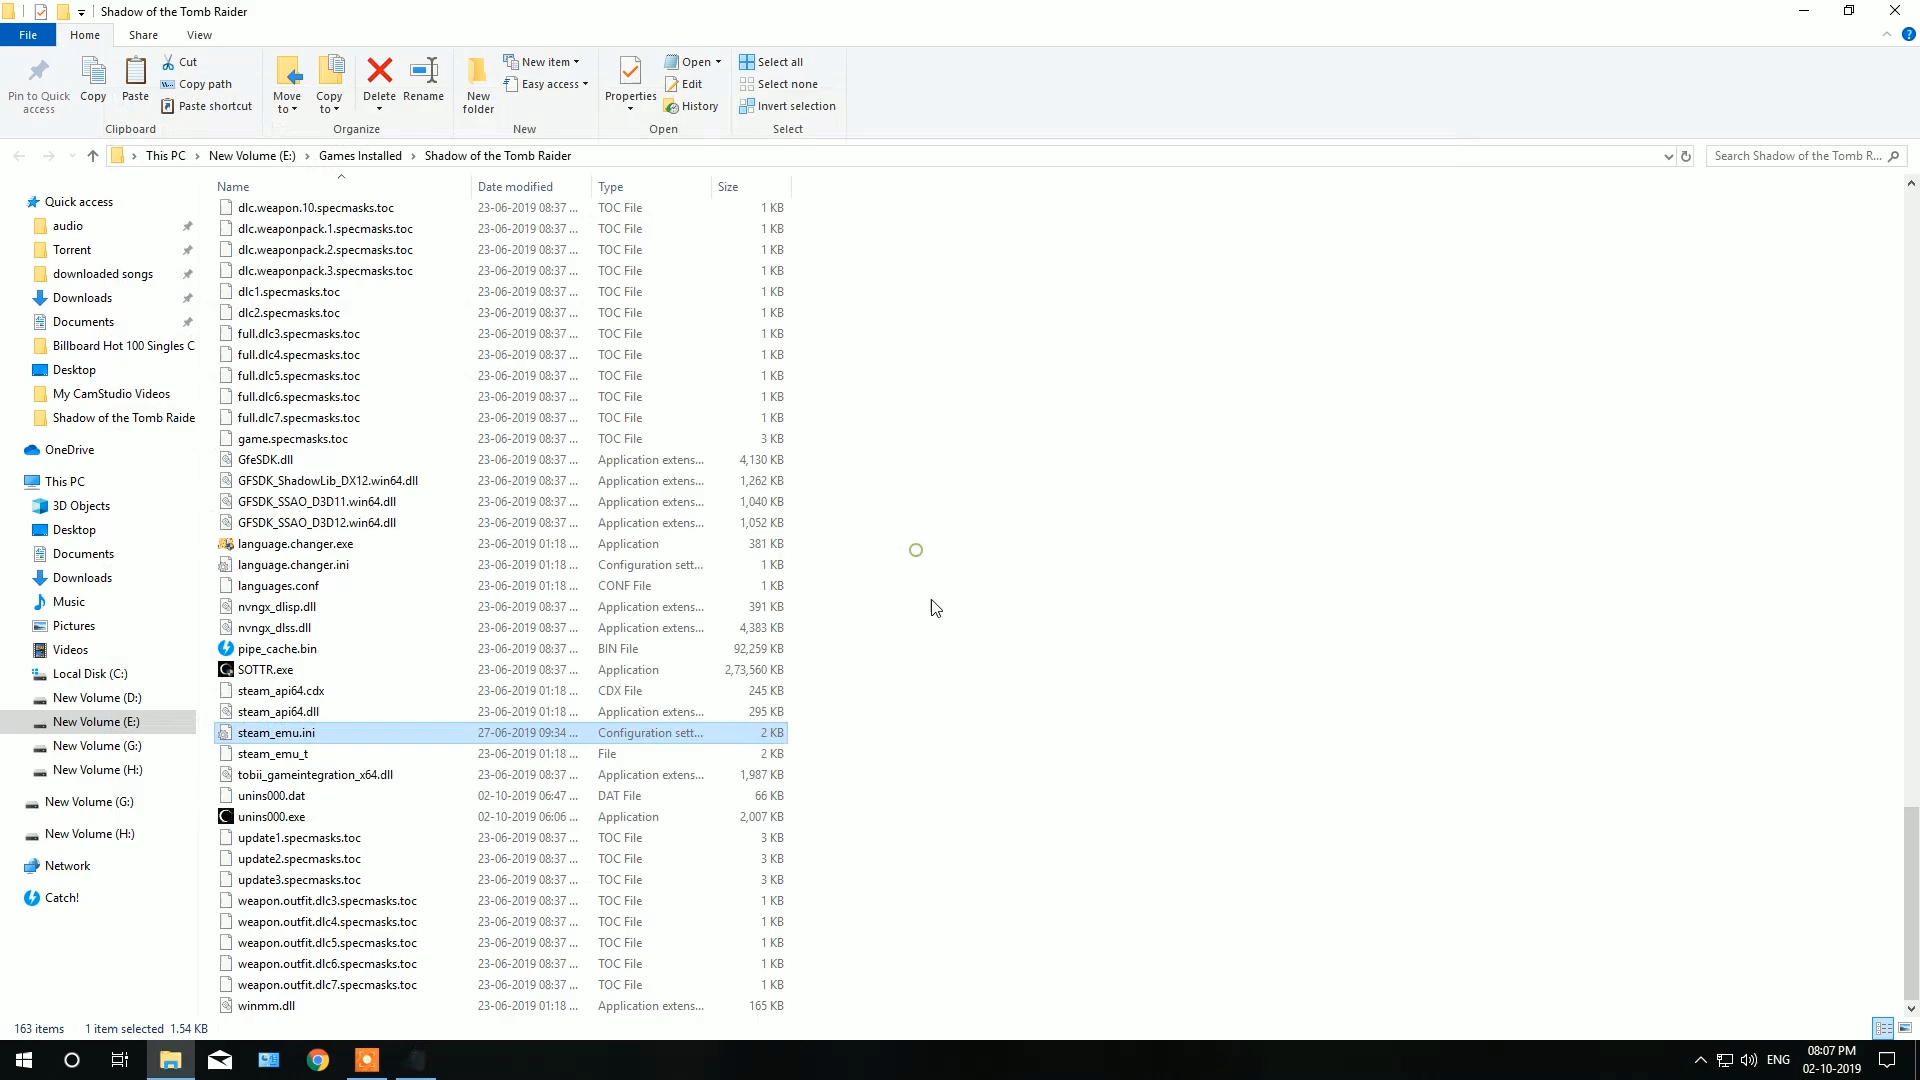 Shadow of the Tomb Raider
File Home Share View
Pin to Quick access
Copy
Paste
Cut
Copy path
Paste shortcut
Clipboard
Move to
Copy to
Delete
Rename
Organize
New folder
New item
Easy access
New
Properties
Open
Edit
History
Open
Select all
Select none
Invert selection
Select
This PC > New Volume (E:) > Games Installed > Shadow of the Tomb Raider
Search Shadow of the Tomb R...
Quick access
audio
Torrent
downloaded songs
Downloads
Documents
Billboard Hot 100 Singles C
Desktop
My CamStudio Videos
Shadow of the Tomb Raide
OneDrive
This PC
3D Objects
Desktop
Documents
Downloads
Music
Pictures
Videos
Local Disk (C:)
New Volume (D:)
New Volume (E:)
New Volume (G:)
New Volume (H:)
New Volume (G:)
New Volume (H:)
Network
Catch!
Name Date modified Type Size
dlc.weapon.10.specmasks.toc 23-06-2019 08:37 ... TOC File 1 KB
dlc.weaponpack.1.specmasks.toc 23-06-2019 08:37 ... TOC File 1 KB
dlc.weaponpack.2.specmasks.toc 23-06-2019 08:37 ... TOC File 1 KB
dlc.weaponpack.3.specmasks.toc 23-06-2019 08:37 ... TOC File 1 KB
dlc1.specmasks.toc 23-06-2019 08:37 ... TOC File 1 KB
dlc2.specmasks.toc 23-06-2019 08:37 ... TOC File 1 KB
full.dlc3.specmasks.toc 23-06-2019 08:37 ... TOC File 1 KB
full.dlc4.specmasks.toc 23-06-2019 08:37 ... TOC File 1 KB
full.dlc5.specmasks.toc 23-06-2019 08:37 ... TOC File 1 KB
full.dlc6.specmasks.toc 23-06-2019 08:37 ... TOC File 1 KB
full.dlc7.specmasks.toc 23-06-2019 08:37 ... TOC File 1 KB
game.specmasks.toc 23-06-2019 08:37 ... TOC File 3 KB
GfeSDK.dll 23-06-2019 08:37 ... Application extens... 4,130 KB
GFSDK_ShadowLib_DX12.win64.dll 23-06-2019 08:37 ... Application extens... 1,262 KB
GFSDK_SSAO_D3D11.win64.dll 23-06-2019 08:37 ... Application extens... 1,040 KB
GFSDK_SSAO_D3D12.win64.dll 23-06-2019 08:37 ... Application extens... 1,052 KB
language.changer.exe 23-06-2019 01:18 ... Application 381 KB
language.changer.ini 23-06-2019 01:18 ... Configuration sett... 1 KB
languages.conf 23-06-2019 01:18 ... CONF File 1 KB
nvngx_dlisp.dll 23-06-2019 08:37 ... Application extens... 391 KB
nvngx_dlss.dll 23-06-2019 08:37 ... Application extens... 4,383 KB
pipe_cache.bin 23-06-2019 08:37 ... BIN File 92,259 KB
SOTTR.exe 23-06-2019 08:37 ... Application 2,73,560 KB
steam_api64.cdx 23-06-2019 01:18 ... CDX File 245 KB
steam_api64.dll 23-06-2019 01:18 ... Application extens... 295 KB
steam_emu.ini 27-06-2019 09:34 ... Configuration sett... 2 KB
steam_emu_t 23-06-2019 01:18 ... File 2 KB
tobii_gameintegration_x64.dll 23-06-2019 08:37 ... Application extens... 1,987 KB
unins000.dat 02-10-2019 06:47 ... DAT File 66 KB
unins000.exe 02-10-2019 06:06 ... Application 2,007 KB
update1.specmasks.toc 23-06-2019 08:37 ... TOC File 3 KB
update2.specmasks.toc 23-06-2019 08:37 ... TOC File 3 KB
update3.specmasks.toc 23-06-2019 08:37 ... TOC File 3 KB
weapon.outfit.dlc3.specmasks.toc 23-06-2019 08:37 ... TOC File 1 KB
weapon.outfit.dlc4.specmasks.toc 23-06-2019 08:37 ... TOC File 1 KB
weapon.outfit.dlc5.specmasks.toc 23-06-2019 08:37 ... TOC File 1 KB
weapon.outfit.dlc6.specmasks.toc 23-06-2019 08:37 ... TOC File 1 KB
weapon.outfit.dlc7.specmasks.toc 23-06-2019 08:37 ... TOC File 1 KB
winmm.dll 23-06-2019 01:18 ... Application extens... 165 KB
163 items 1 item selected 1.54 KB
ENG
08:07 PM
02-10-2019